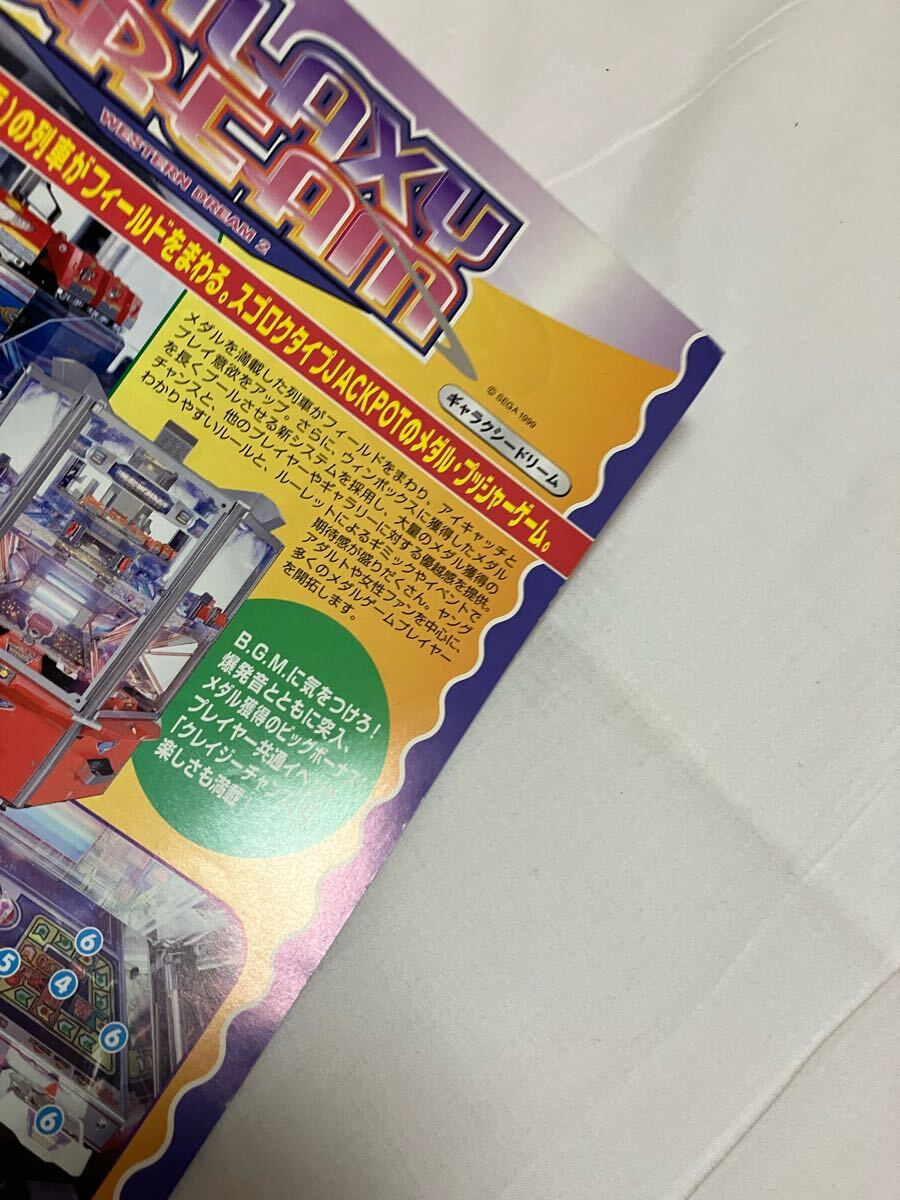 WESTERN DREAM 2
の列車がフィールドをまわる。スゴロクタイプJACKPOTのメダル・プッシャーゲーム。
© SEGA 1999
ギャラクシードリーム
メダルを満載した列車がフィールドをまわり、アイキャッチと
プレイ意欲をアップ。さらに、ウィンボックスに獲得したメダル
を長くプールさせる新システムを採用し、大量のメダル獲得の
チャンスと、他のプレイヤーやギャラリーに対する優越感を提供。
わかりやすいルールと、ルーレットによるギミックやイベントで
期待感が盛りだくさん。ヤング
アダルトや女性ファンを中心に、
多くのメダルゲームプレイヤー
を開拓します。
B.G.M.に気をつけろ!
爆発音とともに突入、
メダル獲得のビッグボーナス
プレイヤー共通イベ
「クレイジーチャンス
楽しさも満載
6
5
4
6
6